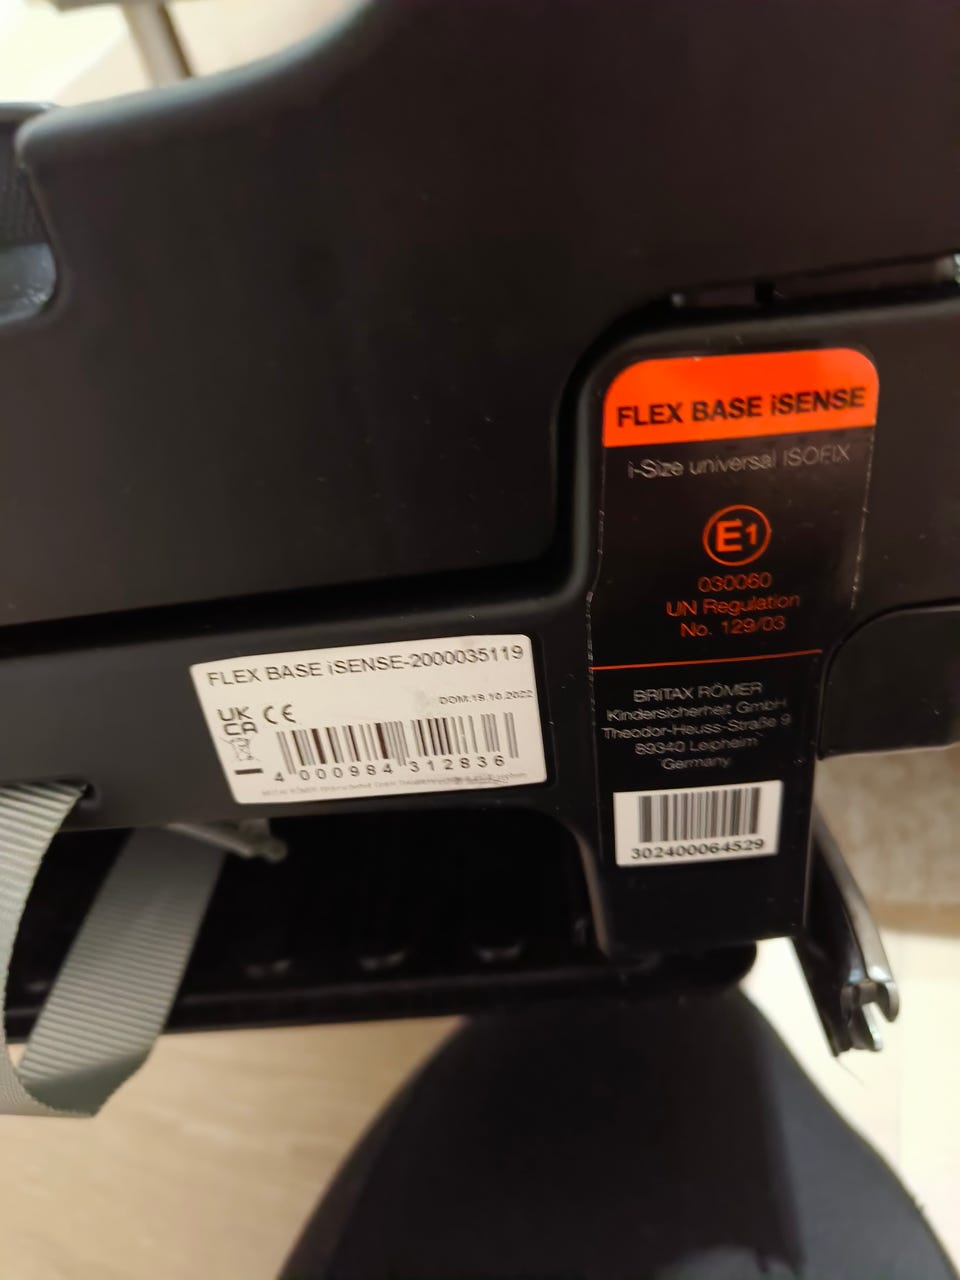 FLEX BASE iSENSE
i-Size universal ISOFIX
E1
030060
UN Regulation
No. 129/03
BRITAX RÖMER
Kindersicherheit GmbH
Theodor-Heuss-Straße 9
89340 Leipheim
Germany
302400064529
FLEX BASE iSENSE-2000035119
DOM:19.10.2022
UK
CA
CE
4 000984 312836